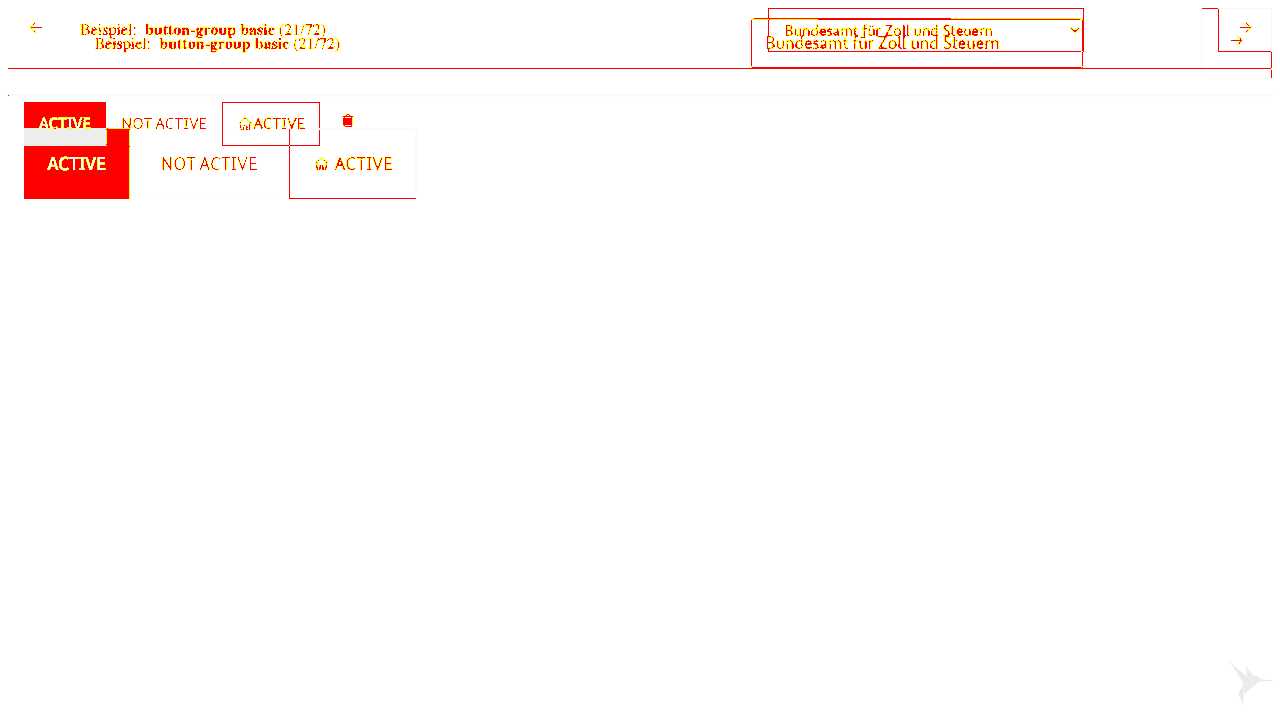 Beispiel: button-group basic (21/72)
Bundesamt für Zoll und Steuern
Beispiel: button-group basic (21/72)
Bundesamt für Zoll und Steuern
ACTIVE NOT ACTIVE ACTIVE
ACTIVE NOT ACTIVE ACTIVE